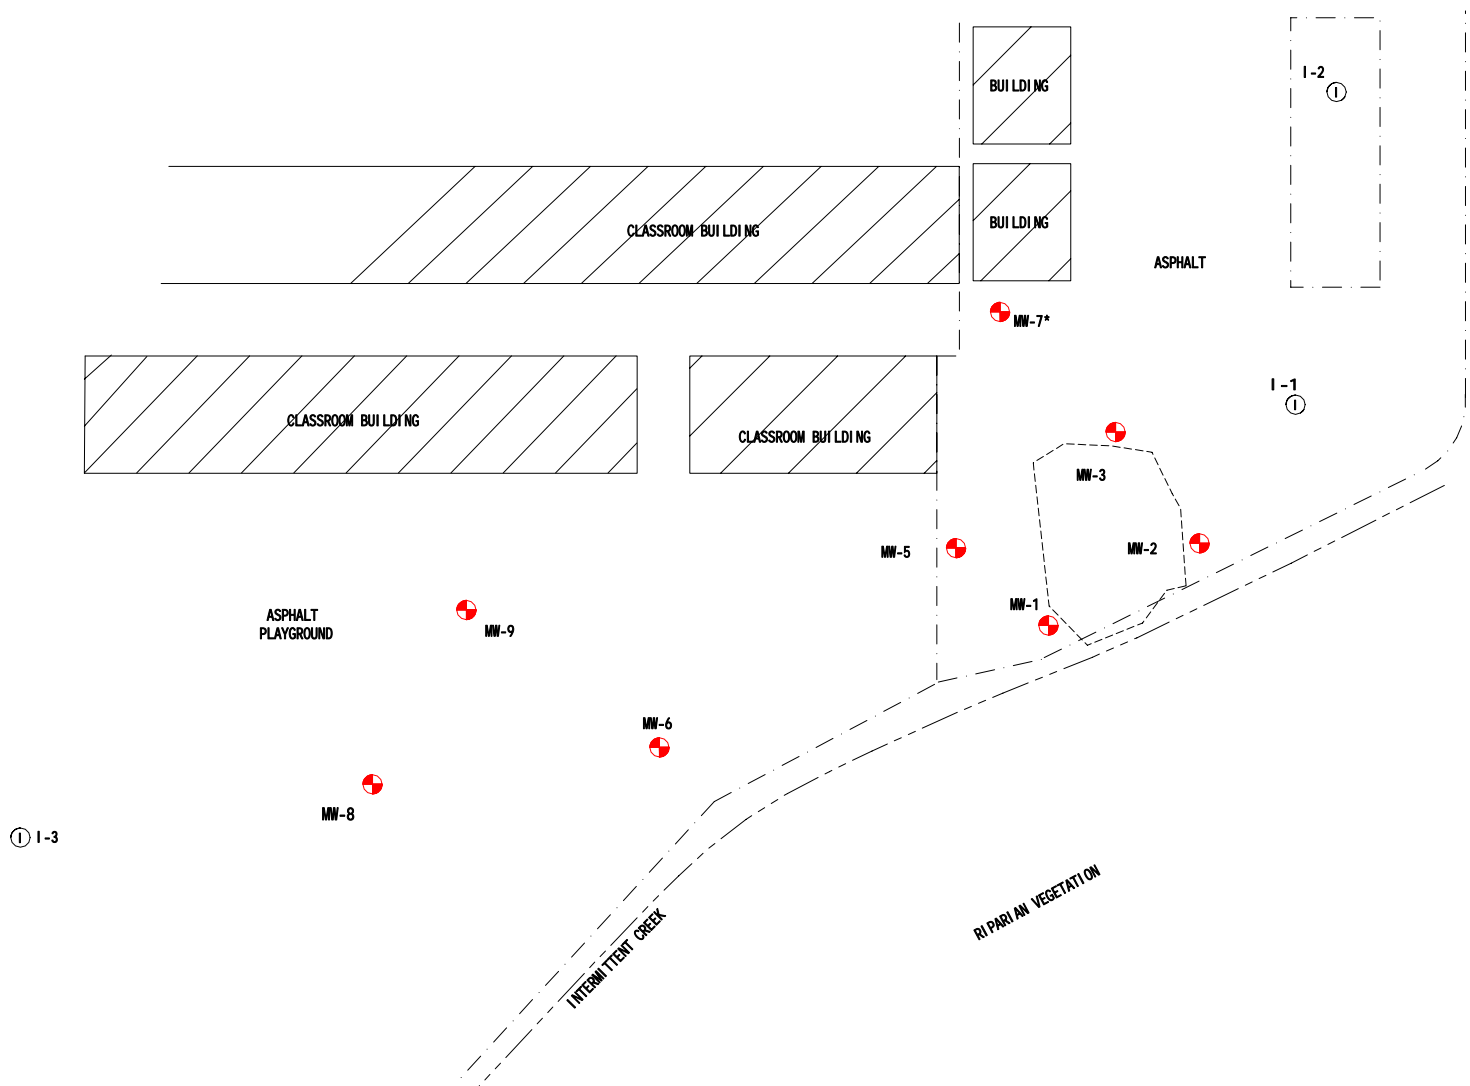 I-2
BUILDING
BUILDING
CLASSROOM BUILDING
ASPHALT
MW-7*
I-1
CLASSROOM BUILDING
CLASSROOM BUILDING
MW-3
MW-5
MW-2
MW-1
ASPHALT
PLAYGROUND
MW-9
MW-6
MW-8
I-3
RIPARIAN VEGETATION
INTERMITTENT CREEK
I
I
I